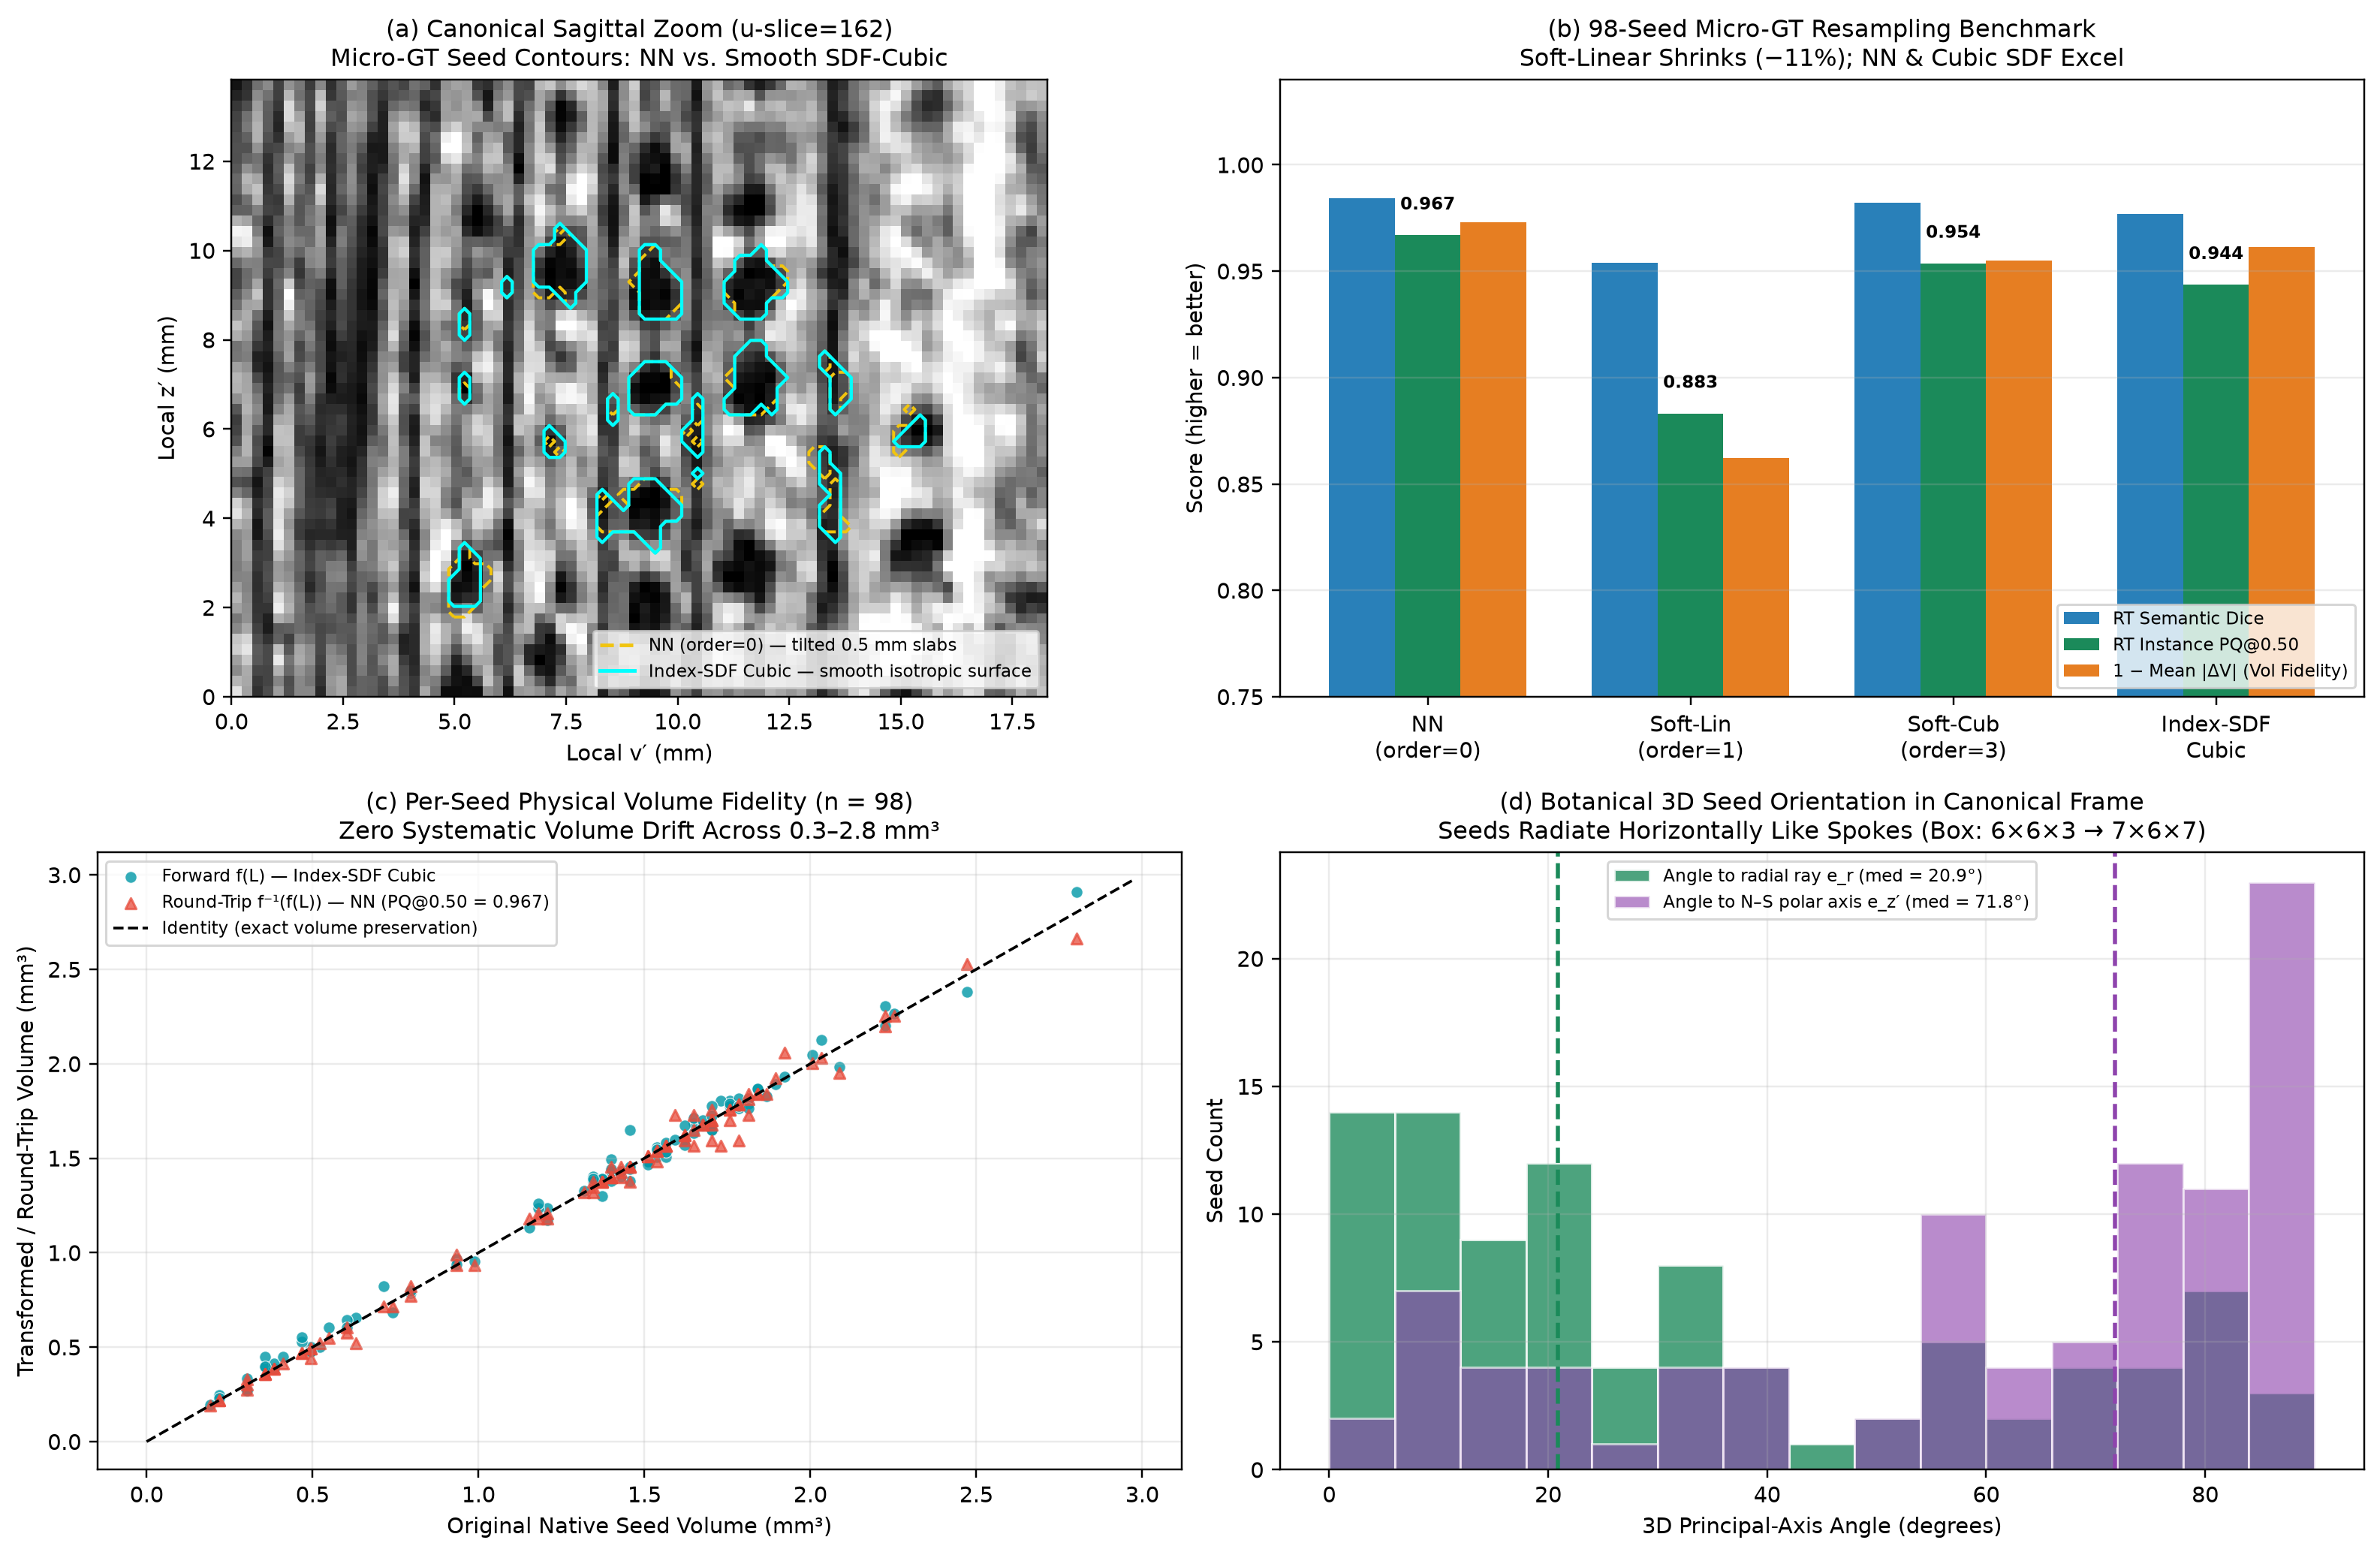 (a) Canonical Sagittal Zoom (u-slice=162)
Micro-GT Seed Contours: NN vs. Smooth SDF-Cubic
Local z′ (mm)
12
10
8
6
4
2
0
0.0
2.5
5.0
7.5
10.0
12.5
15.0
17.5
Local v′ (mm)
NN (order=0) — tilted 0.5 mm slabs
Index-SDF Cubic — smooth isotropic surface
(b) 98-Seed Micro-GT Resampling Benchmark
Soft-Linear Shrinks (−11%); NN & Cubic SDF Excel
Score (higher = better)
1.00
0.95
0.90
0.85
0.80
0.75
0.967
0.883
0.954
0.944
RT Semantic Dice
RT Instance PQ@0.50
1 − Mean |ΔV| (Vol Fidelity)
NN
(order=0)
Soft-Lin
(order=1)
Soft-Cub
(order=3)
Index-SDF
Cubic
(c) Per-Seed Physical Volume Fidelity (n = 98)
Zero Systematic Volume Drift Across 0.3–2.8 mm³
Transformed / Round-Trip Volume (mm³)
3.0
2.5
2.0
1.5
1.0
0.5
0.0
Forward f(L) — Index-SDF Cubic
Round-Trip f⁻¹(f(L)) — NN (PQ@0.50 = 0.967)
Identity (exact volume preservation)
0.0
0.5
1.0
1.5
2.0
2.5
3.0
Original Native Seed Volume (mm³)
(d) Botanical 3D Seed Orientation in Canonical Frame
Seeds Radiate Horizontally Like Spokes (Box: 6×6×3 → 7×6×7)
Seed Count
20
15
10
5
0
Angle to radial ray e_r (med = 20.9°)
Angle to N–S polar axis e_z′ (med = 71.8°)
0
20
40
60
80
3D Principal-Axis Angle (degrees)